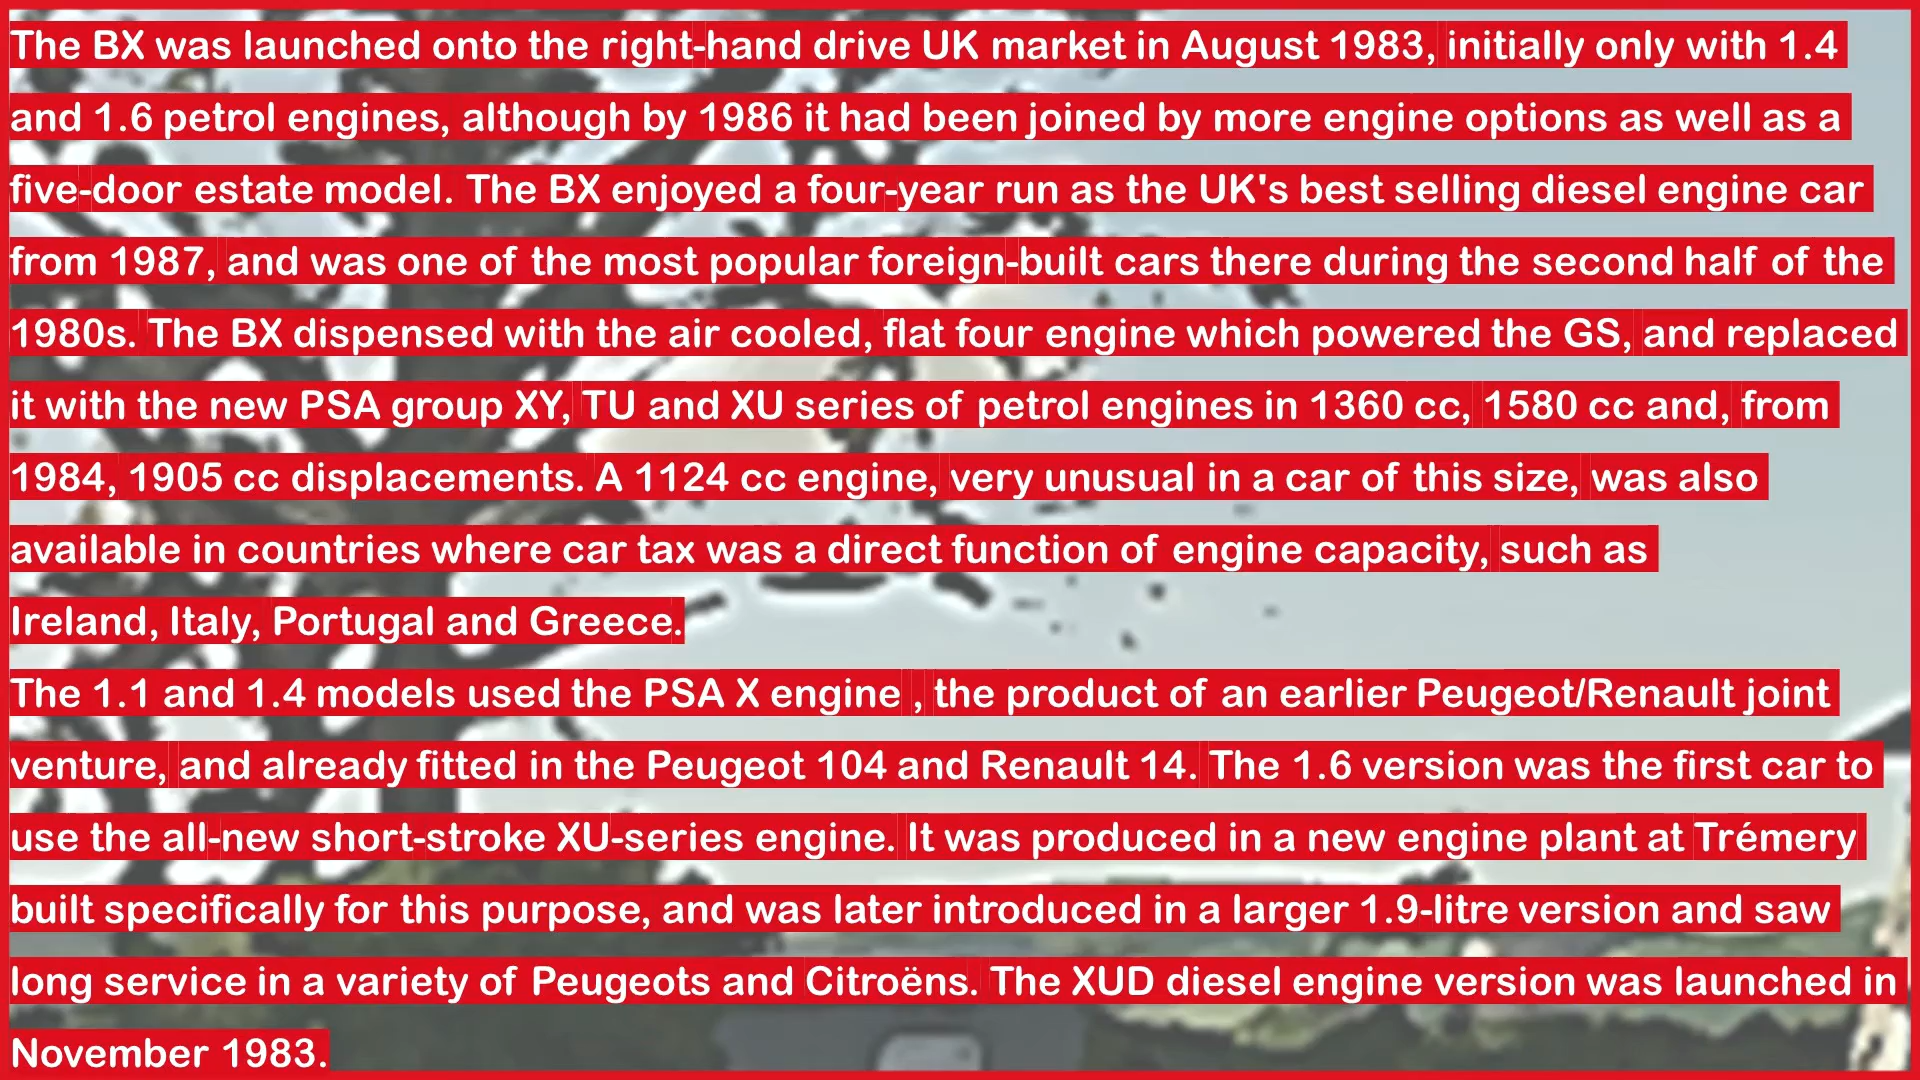 The BX was launched onto the right-hand drive UK market in August 1983, initially only with 1.4
and 1.6 petrol engines, although by 1986 it had been joined by more engine options as well as a
five-door estate model. The BX enjoyed a four-year run as the UK's best selling diesel engine car
from 1987, and was one of the most popular foreign-built cars there during the second half of the
1980s. The BX dispensed with the air cooled, flat four engine which powered the GS, and replaced
it with the new PSA group XY, TU and XU series of petrol engines in 1360 cc, 1580 cc and, from
1984, 1905 cc displacements. A 1124 cc engine, very unusual in a car of this size, was also
available in countries where car tax was a direct function of engine capacity, such as
Ireland, Italy, Portugal and Greece.
The 1.1 and 1.4 models used the PSA X engine , the product of an earlier Peugeot/Renault joint
venture, and already fitted in the Peugeot 104 and Renault 14. The 1.6 version was the first car to
use the all-new short-stroke XU-series engine. It was produced in a new engine plant at Trémery
built specifically for this purpose, and was later introduced in a larger 1.9-litre version and saw
long service in a variety of Peugeots and Citroëns. The XUD diesel engine version was launched in
November 1983.